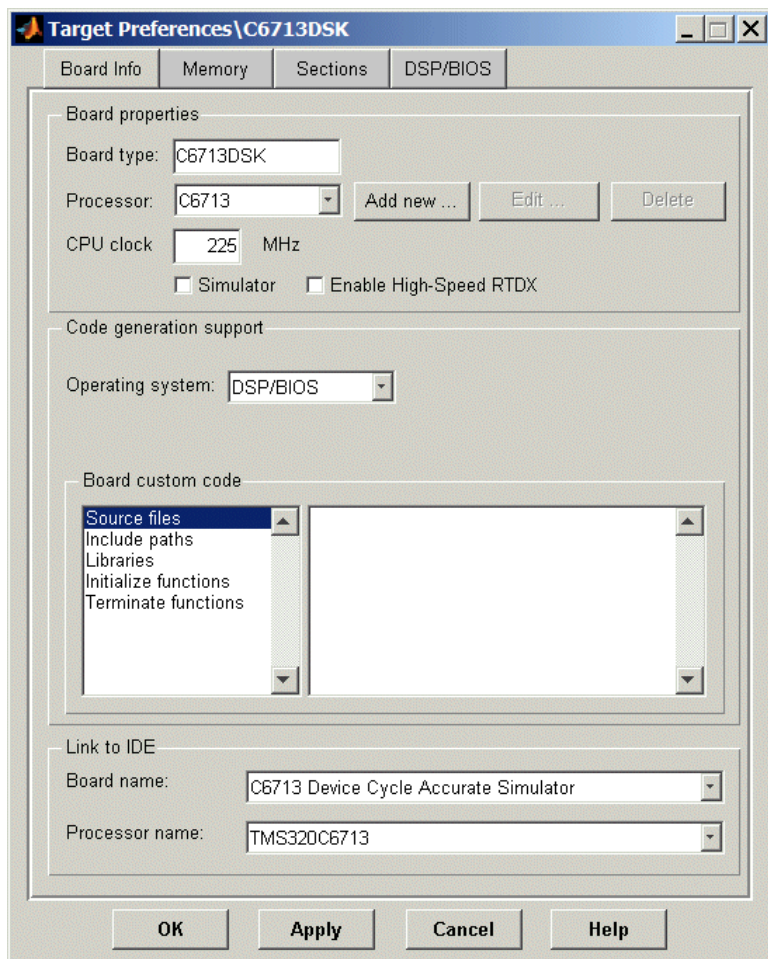 Target Preferences\C6713DSK
Board Info Memory Sections DSP/BIOS
Board properties
Board type: C6713DSK
Processor: C6713 Add new ... Edit ... Delete
CPU clock 225 MHz
Simulator Enable High-Speed RTDX
Code generation support
Operating system: DSP/BIOS
Board custom code
Source files
Include paths
Libraries
Initialize functions
Terminate functions
Link to IDE
Board name: C6713 Device Cycle Accurate Simulator
Processor name: TMS320C6713
OK Apply Cancel Help